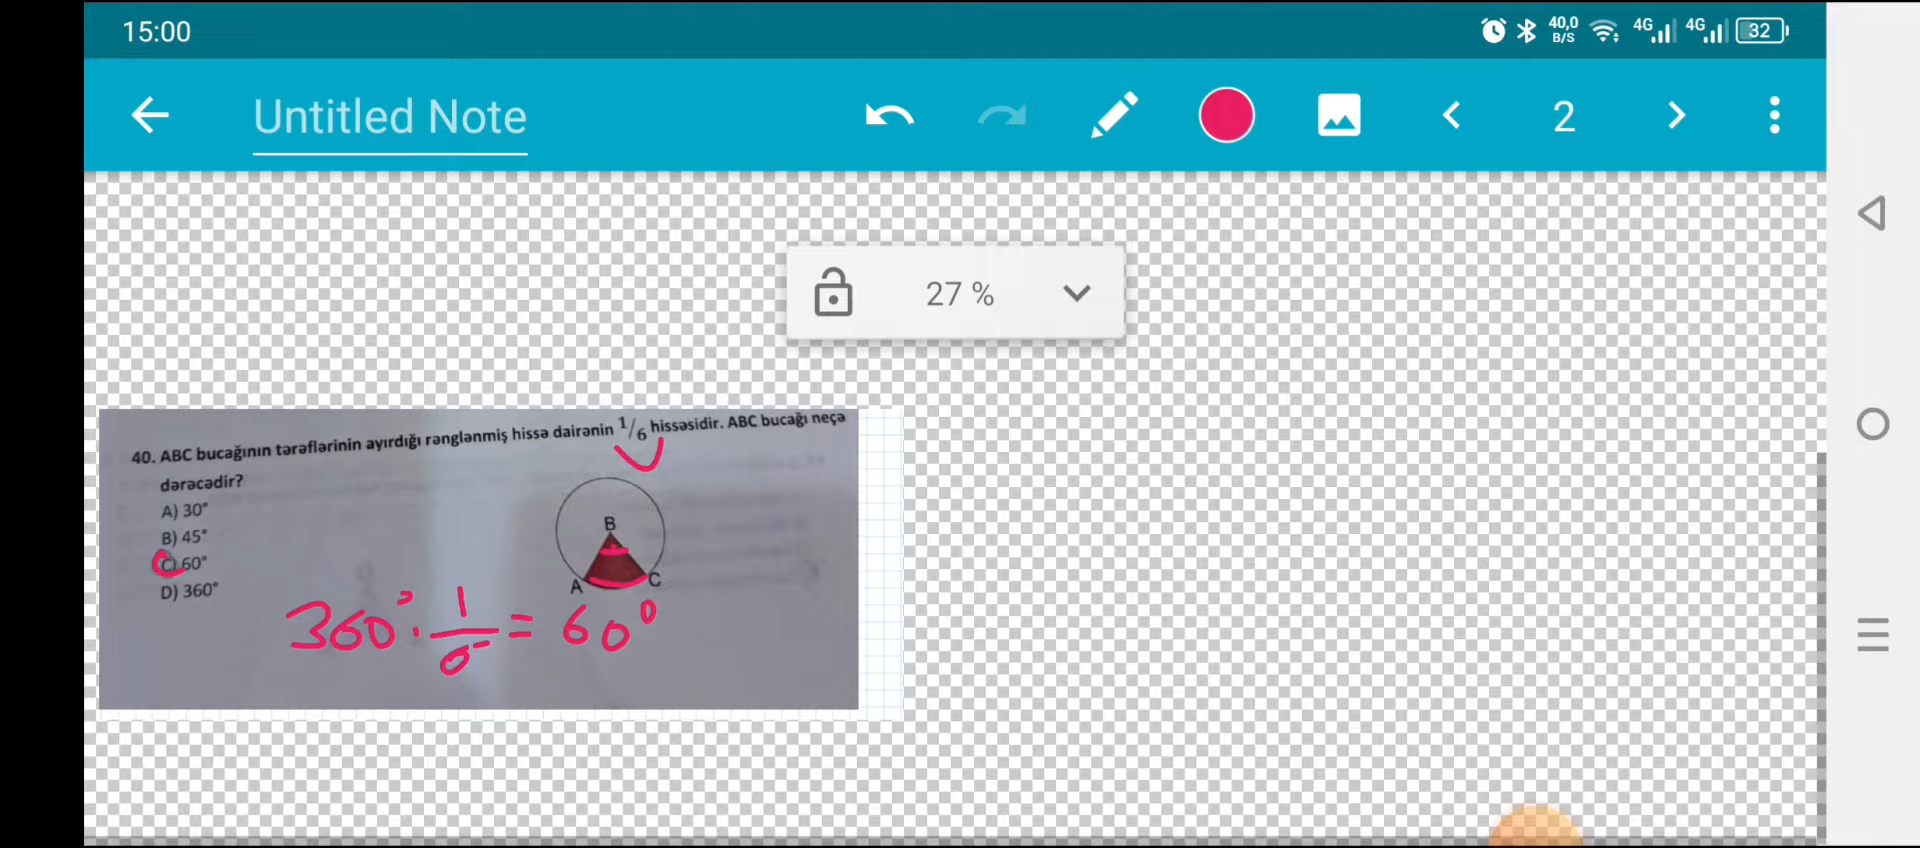 15:00
40,0 B/S 4G 4G 32
Untitled Note
2
27 %
40. ABC bucağının tərəflərinin ayırdığı rənglənmiş hissə dairənin 1/6 hissəsidir. ABC bucağı neçə
dərəcədir?
A) 30°
B) 45°
C) 60°
D) 360°
B
A C
360° · 1/6 = 60°